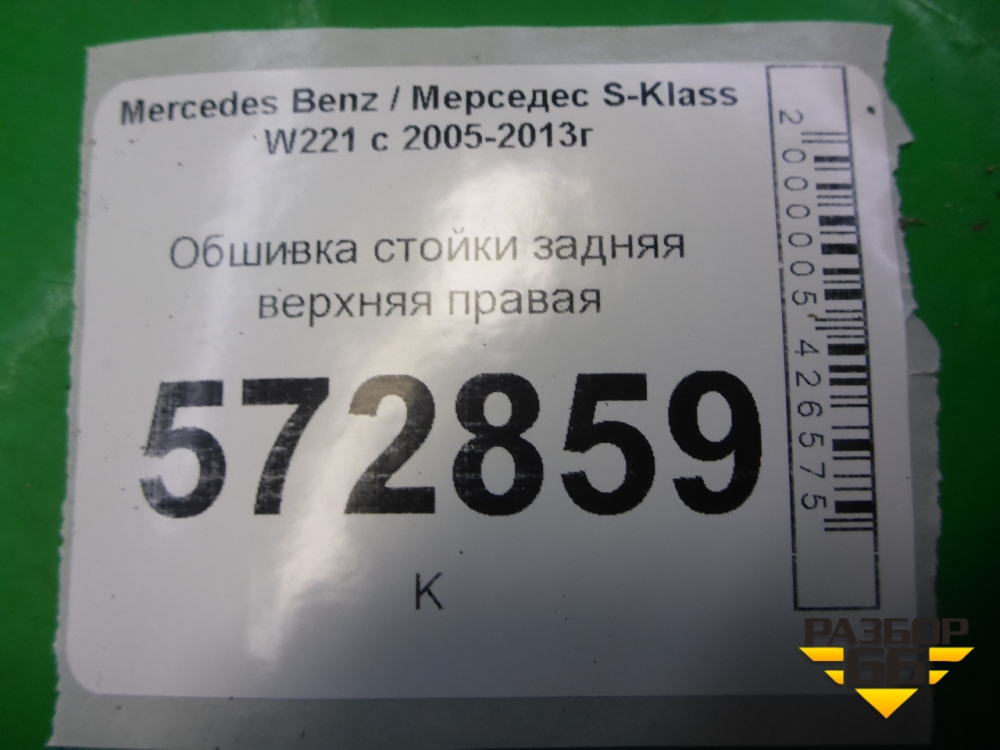 Mercedes Benz / Мерседес S-Klass
W221 с 2005-2013г
Обшивка стойки задняя
верхняя правая
572859
К
2000005426575
РАЗБОР
66